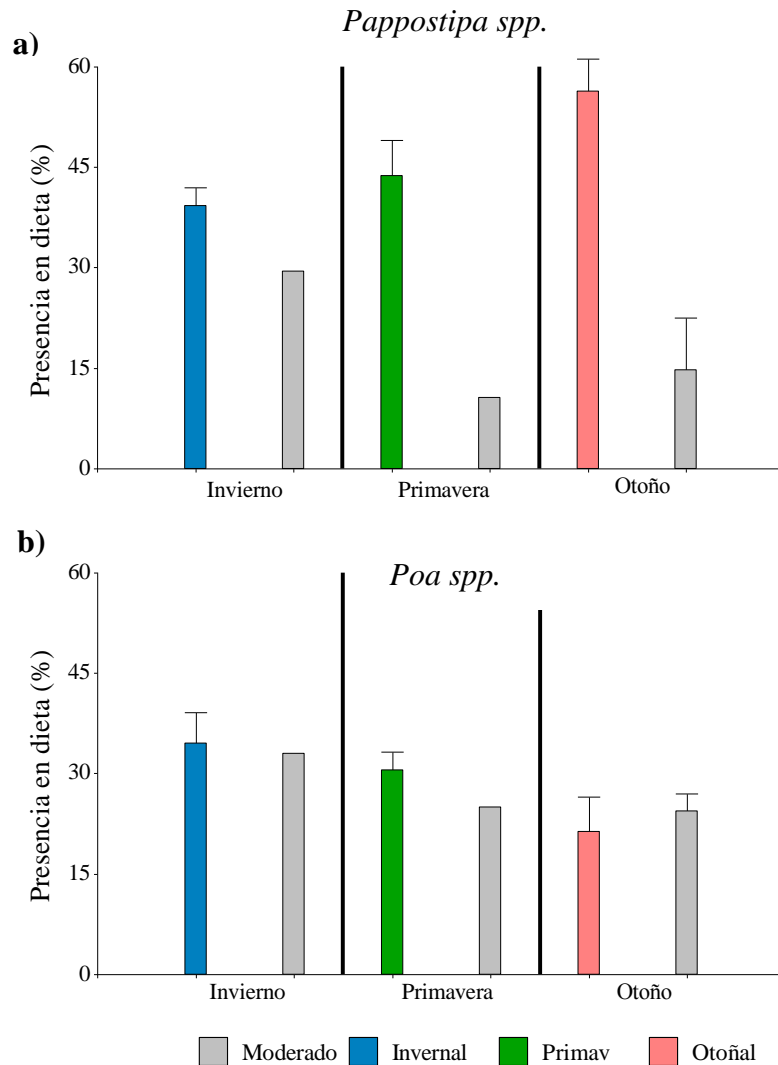 Pappostipa spp.
a)
60
45
30
15
0
Presencia en dieta (%)
Invierno Primavera Otoño
b)
Poa spp.
60
45
30
15
0
Presencia en dieta (%)
Invierno Primavera Otoño
Moderado Invernal Primav Otoñal